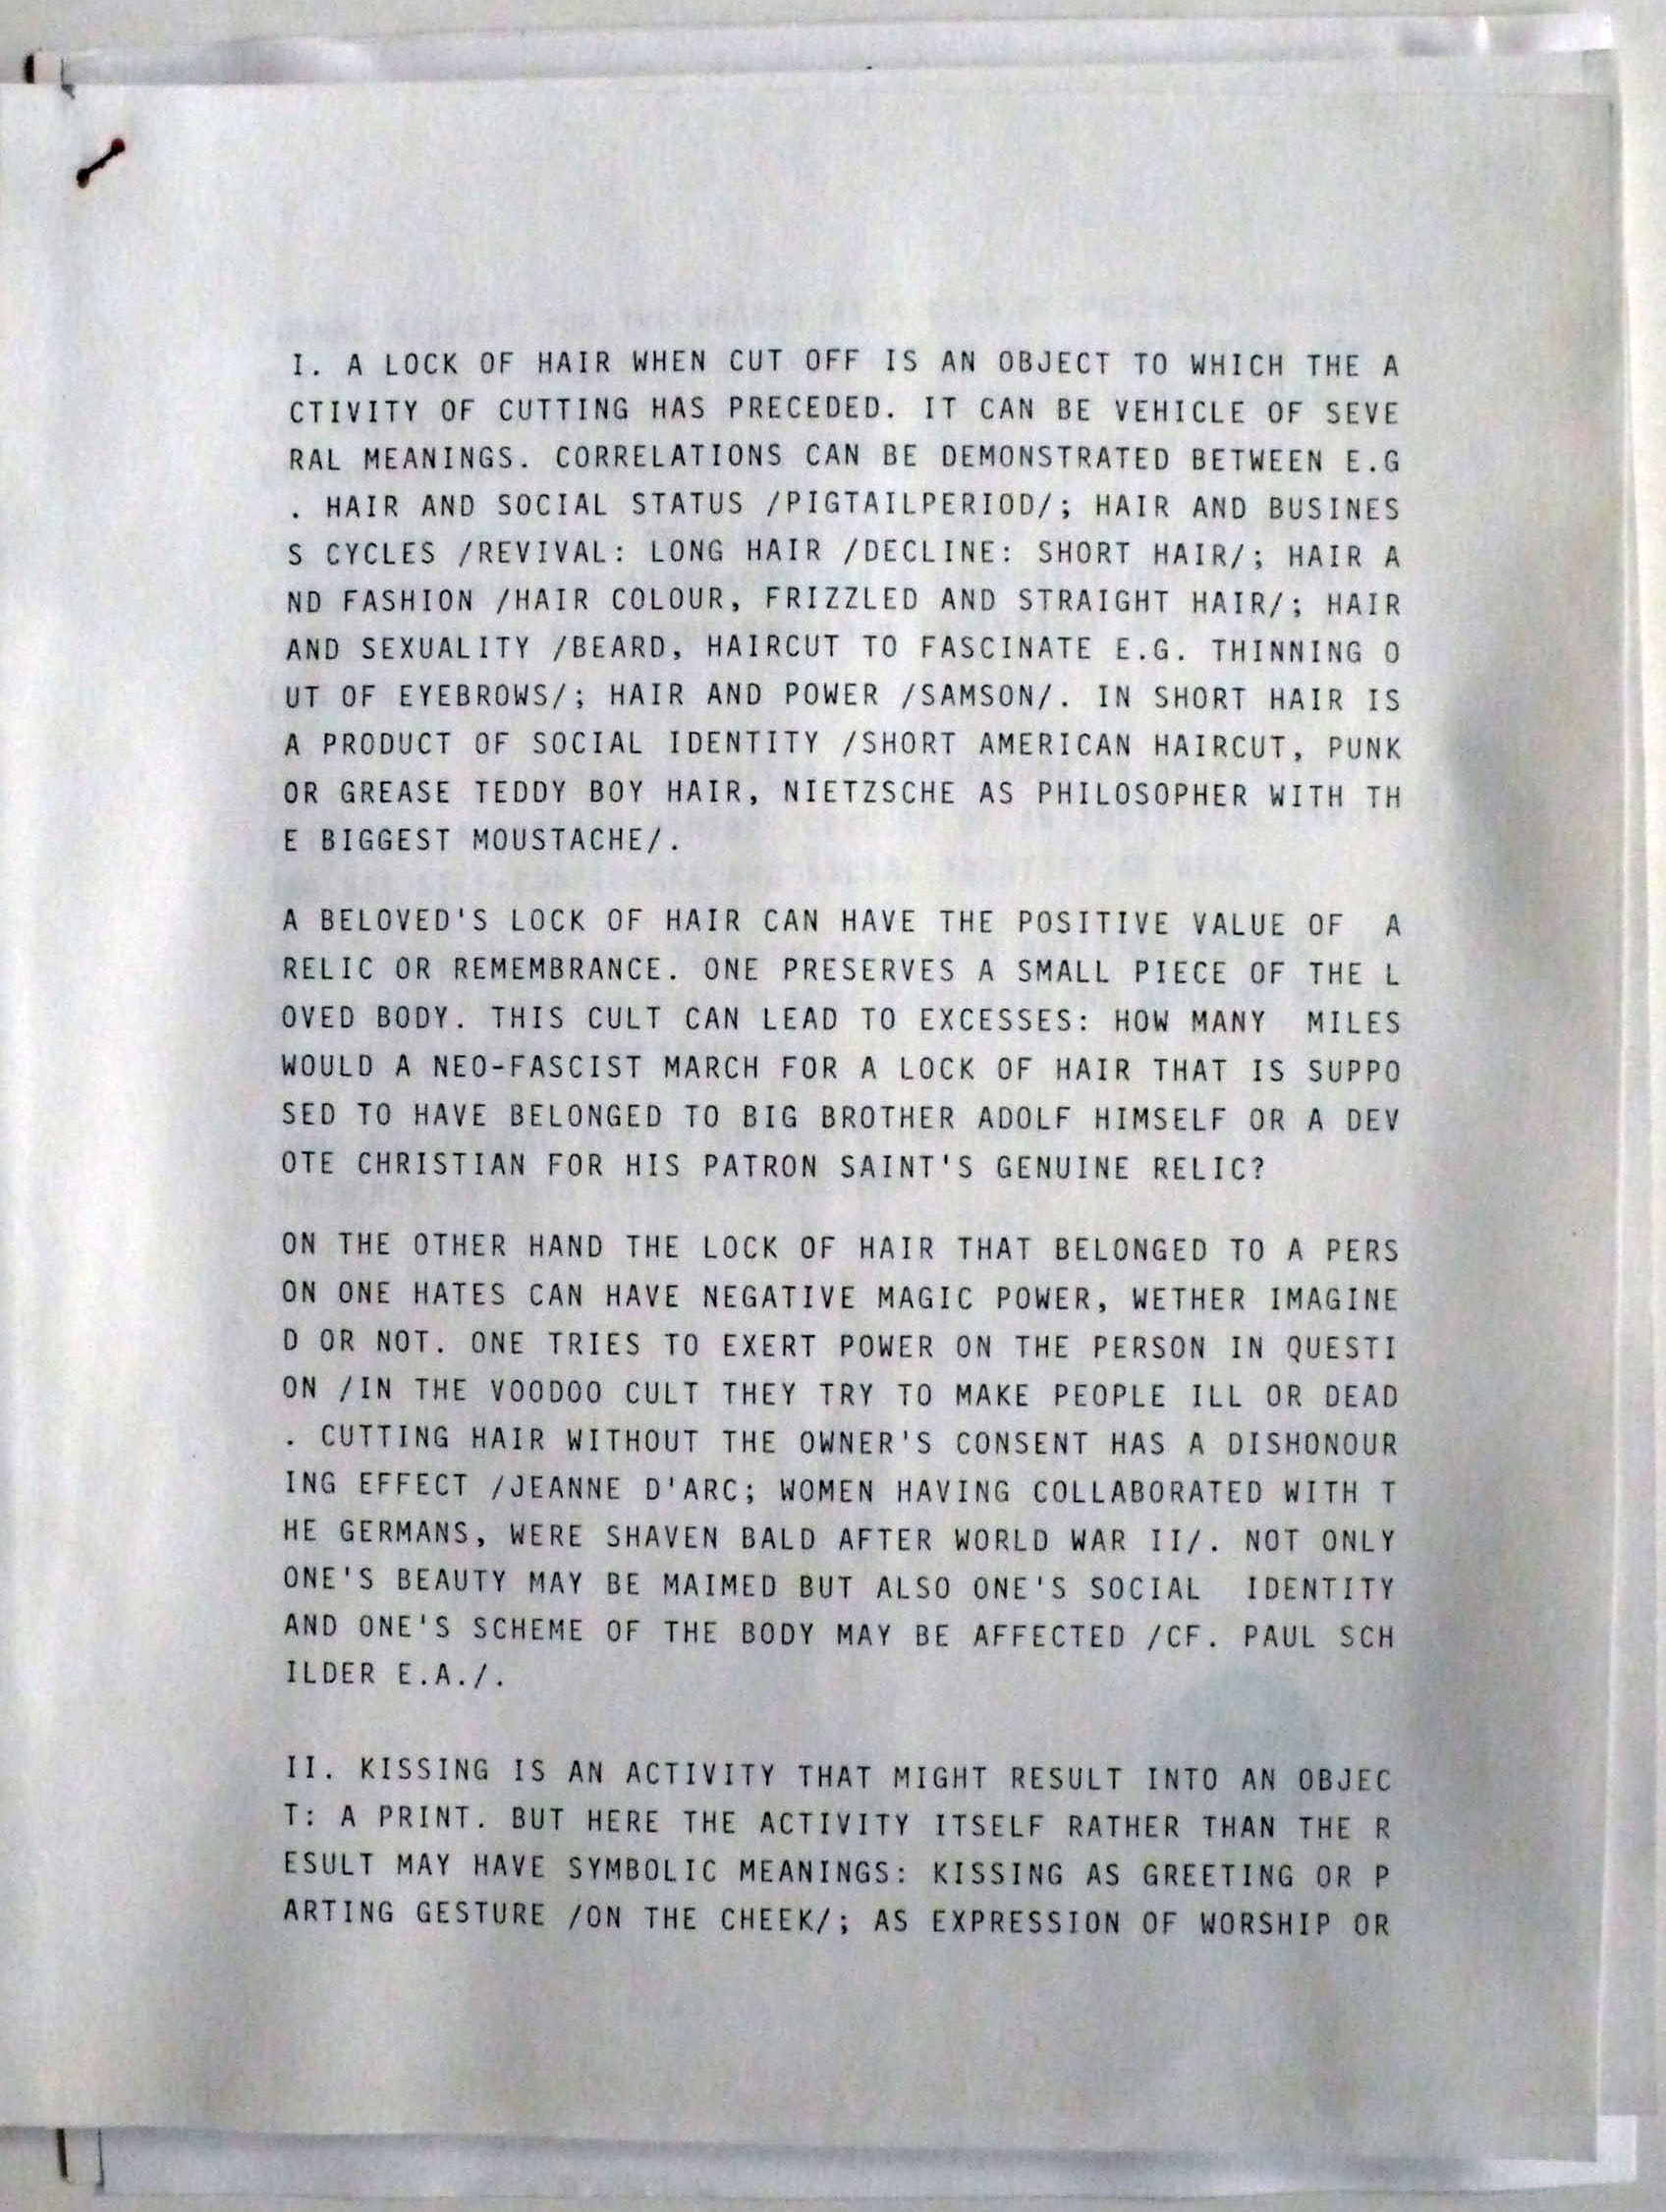 I. A LOCK OF HAIR WHEN CUT OFF IS AN OBJECT TO WHICH THE A
CTIVITY OF CUTTING HAS PRECEDED. IT CAN BE VEHICLE OF SEVE
RAL MEANINGS. CORRELATIONS CAN BE DEMONSTRATED BETWEEN E.G
. HAIR AND SOCIAL STATUS /PIGTAILPERIOD/; HAIR AND BUSINES
S CYCLES /REVIVAL: LONG HAIR /DECLINE: SHORT HAIR/; HAIR A
ND FASHION /HAIR COLOUR, FRIZZLED AND STRAIGHT HAIR/; HAIR
AND SEXUALITY /BEARD, HAIRCUT TO FASCINATE E.G. THINNING O
UT OF EYEBROWS/; HAIR AND POWER /SAMSON/. IN SHORT HAIR IS
A PRODUCT OF SOCIAL IDENTITY /SHORT AMERICAN HAIRCUT, PUNK
OR GREASE TEDDY BOY HAIR, NIETZSCHE AS PHILOSOPHER WITH TH
E BIGGEST MOUSTACHE/.
A BELOVED'S LOCK OF HAIR CAN HAVE THE POSITIVE VALUE OF  A
RELIC OR REMEMBRANCE. ONE PRESERVES A SMALL PIECE OF THE L
OVED BODY. THIS CULT CAN LEAD TO EXCESSES: HOW MANY  MILES
WOULD A NEO-FASCIST MARCH FOR A LOCK OF HAIR THAT IS SUPPO
SED TO HAVE BELONGED TO BIG BROTHER ADOLF HIMSELF OR A DEV
OTE CHRISTIAN FOR HIS PATRON SAINT'S GENUINE RELIC?
ON THE OTHER HAND THE LOCK OF HAIR THAT BELONGED TO A PERS
ON ONE HATES CAN HAVE NEGATIVE MAGIC POWER, WETHER IMAGINE
D OR NOT. ONE TRIES TO EXERT POWER ON THE PERSON IN QUESTI
ON /IN THE VOODOO CULT THEY TRY TO MAKE PEOPLE ILL OR DEAD
. CUTTING HAIR WITHOUT THE OWNER'S CONSENT HAS A DISHONOUR
ING EFFECT /JEANNE D'ARC; WOMEN HAVING COLLABORATED WITH T
HE GERMANS, WERE SHAVEN BALD AFTER WORLD WAR II/. NOT ONLY
ONE'S BEAUTY MAY BE MAIMED BUT ALSO ONE'S SOCIAL  IDENTITY
AND ONE'S SCHEME OF THE BODY MAY BE AFFECTED /CF. PAUL SCH
ILDER E.A./.
II. KISSING IS AN ACTIVITY THAT MIGHT RESULT INTO AN OBJEC
T: A PRINT. BUT HERE THE ACTIVITY ITSELF RATHER THAN THE R
ESULT MAY HAVE SYMBOLIC MEANINGS: KISSING AS GREETING OR P
ARTING GESTURE /ON THE CHEEK/; AS EXPRESSION OF WORSHIP OR